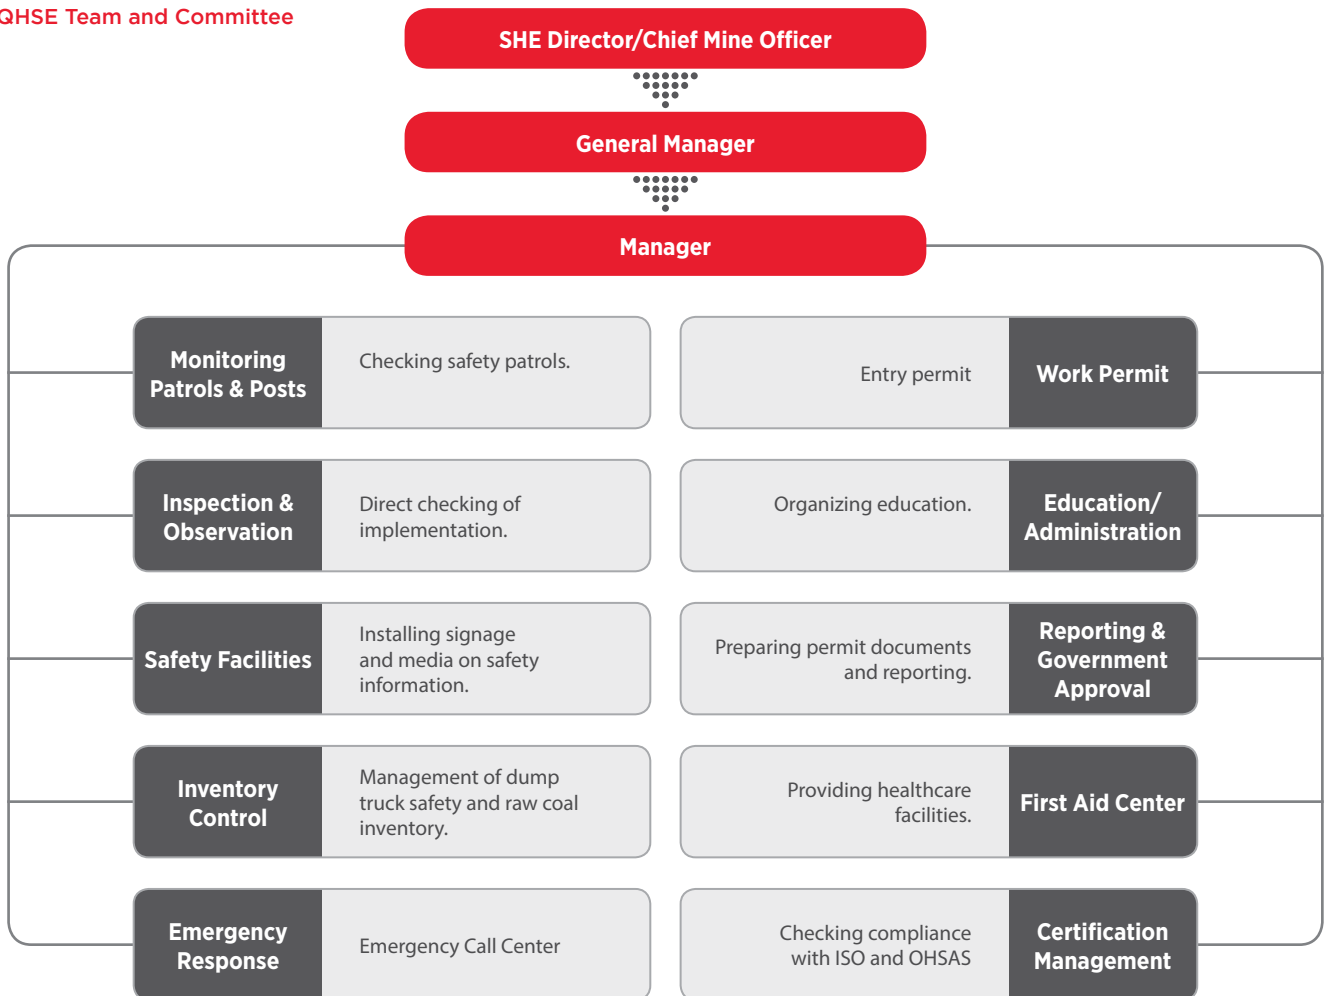 QHSE Team and Committee
SHE Director/Chief Mine Officer
General Manager
Manager
Monitoring
Patrols & Posts
Checking safety patrols.
Entry permit
Work Permit
Inspection &
Observation
Direct checking of
implementation.
Organizing education.
Education/
Administration
Safety Facilities
Installing signage
and media on safety
information.
Preparing permit documents
and reporting.
Reporting &
Government
Approval
Inventory
Control
Management of dump
truck safety and raw coal
inventory.
Providing healthcare
facilities.
First Aid Center
Emergency
Response
Emergency Call Center
Checking compliance
with ISO and OHSAS
Certification
Management